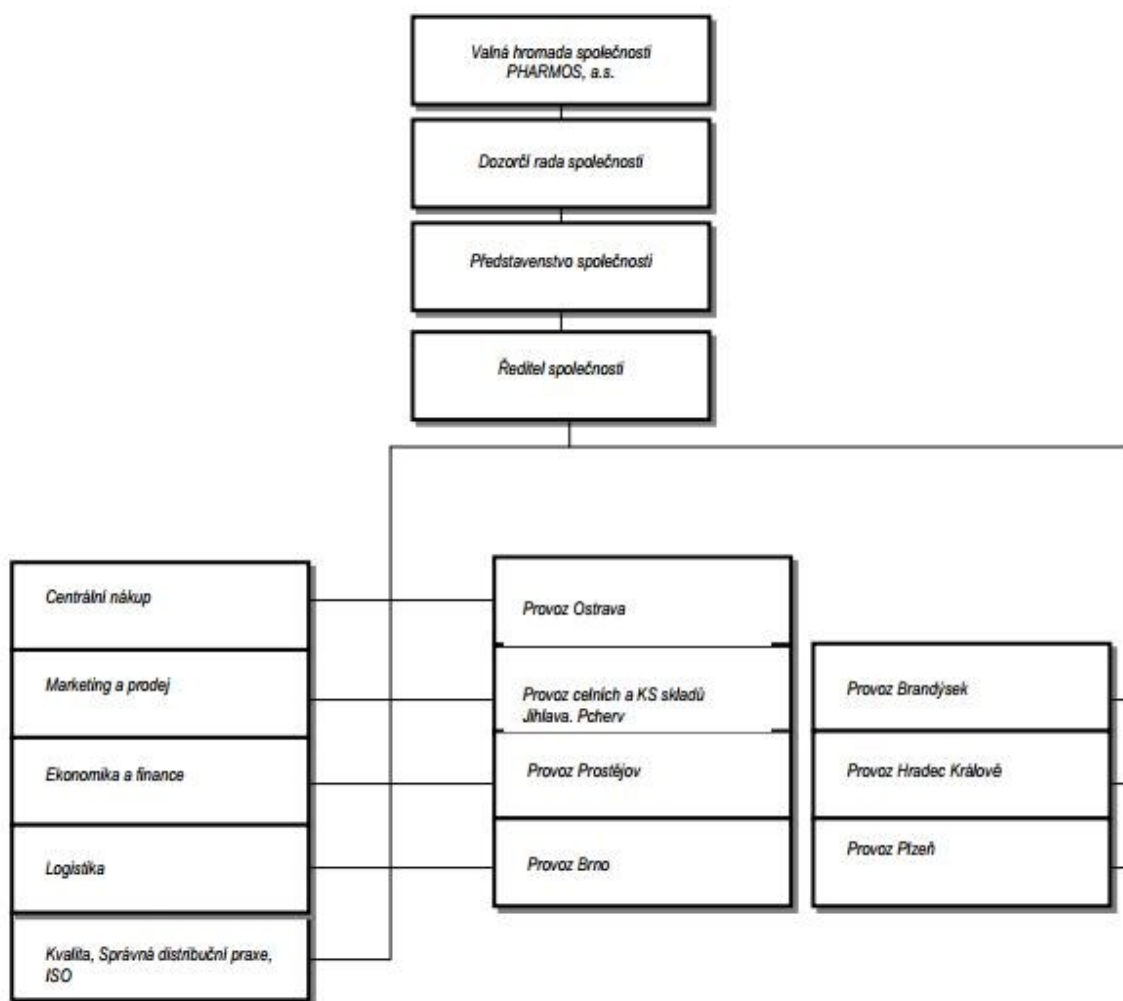 Valná hromada společnosti
PHARMOS, a.s.
Dozorčí rada společnosti
Představenstvo společnosti
Ředitel společnosti
Centrální nákup
Marketing a prodej
Ekonomika a finance
Logistika
Kvalita, Správná distribuční praxe,
ISO
Provoz Ostrava
Provoz celních a KS skladů
Jihlava. Pcherv
Provoz Prostějov
Provoz Brno
Provoz Brandýsek
Provoz Hradec Králově
Provoz Plzeň